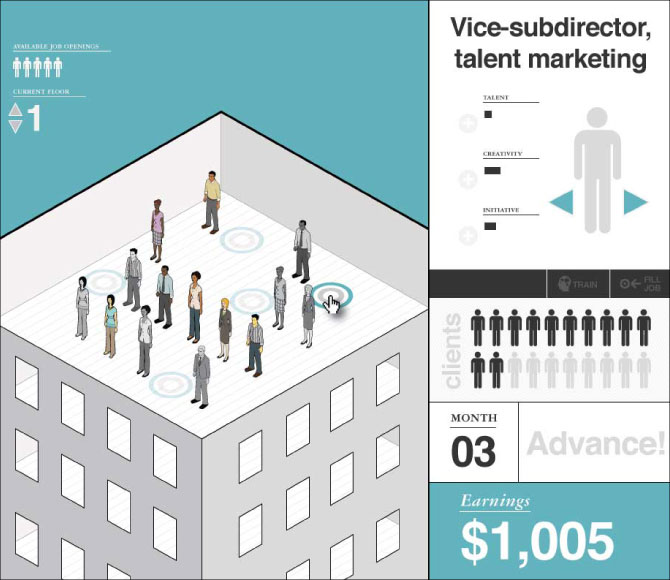 AVAILABLE JOB OPENINGS
CURRENT FLOOR
1
Vice-subdirector,
talent marketing
TALENT
CREATIVITY
INITIATIVE
TRAIN
FILL
JOB
clients
MONTH
03
Advance!
Earnings
$1,005